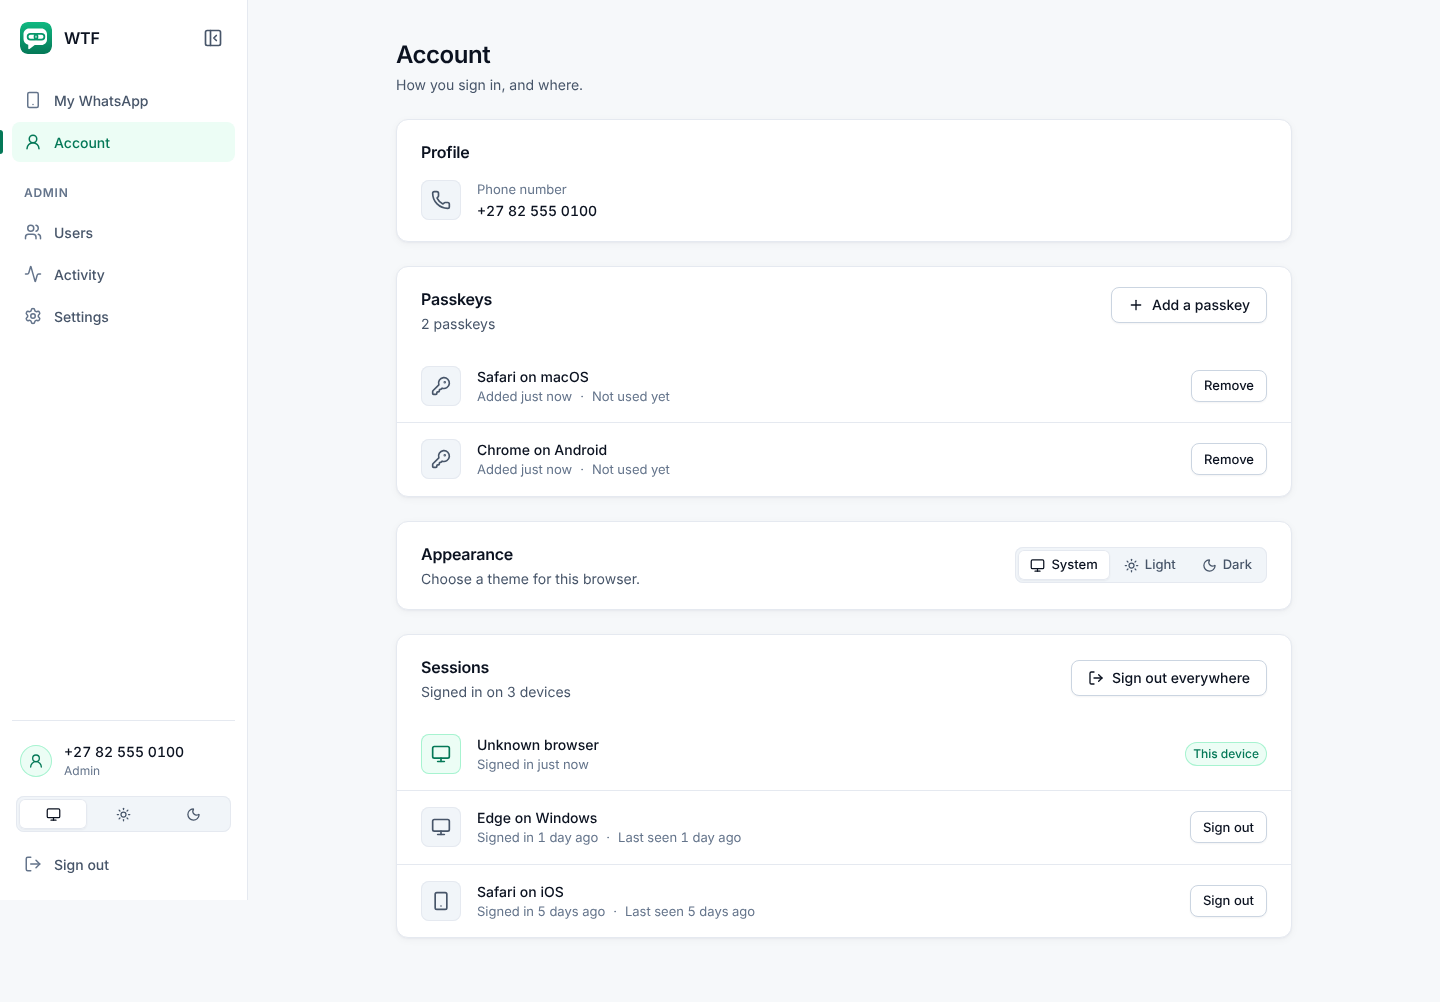 WTF
My WhatsApp
Account
ADMIN
Users
Activity
Settings
+27 82 555 0100
Admin
Sign out
Account
How you sign in, and where.
Profile
Phone number
+27 82 555 0100
Passkeys
2 passkeys
Add a passkey
Safari on macOS
Added just now · Not used yet
Remove
Chrome on Android
Added just now · Not used yet
Remove
Appearance
Choose a theme for this browser.
System Light Dark
Sessions
Signed in on 3 devices
Sign out everywhere
Unknown browser
Signed in just now
This device
Edge on Windows
Signed in 1 day ago · Last seen 1 day ago
Sign out
Safari on iOS
Signed in 5 days ago · Last seen 5 days ago
Sign out